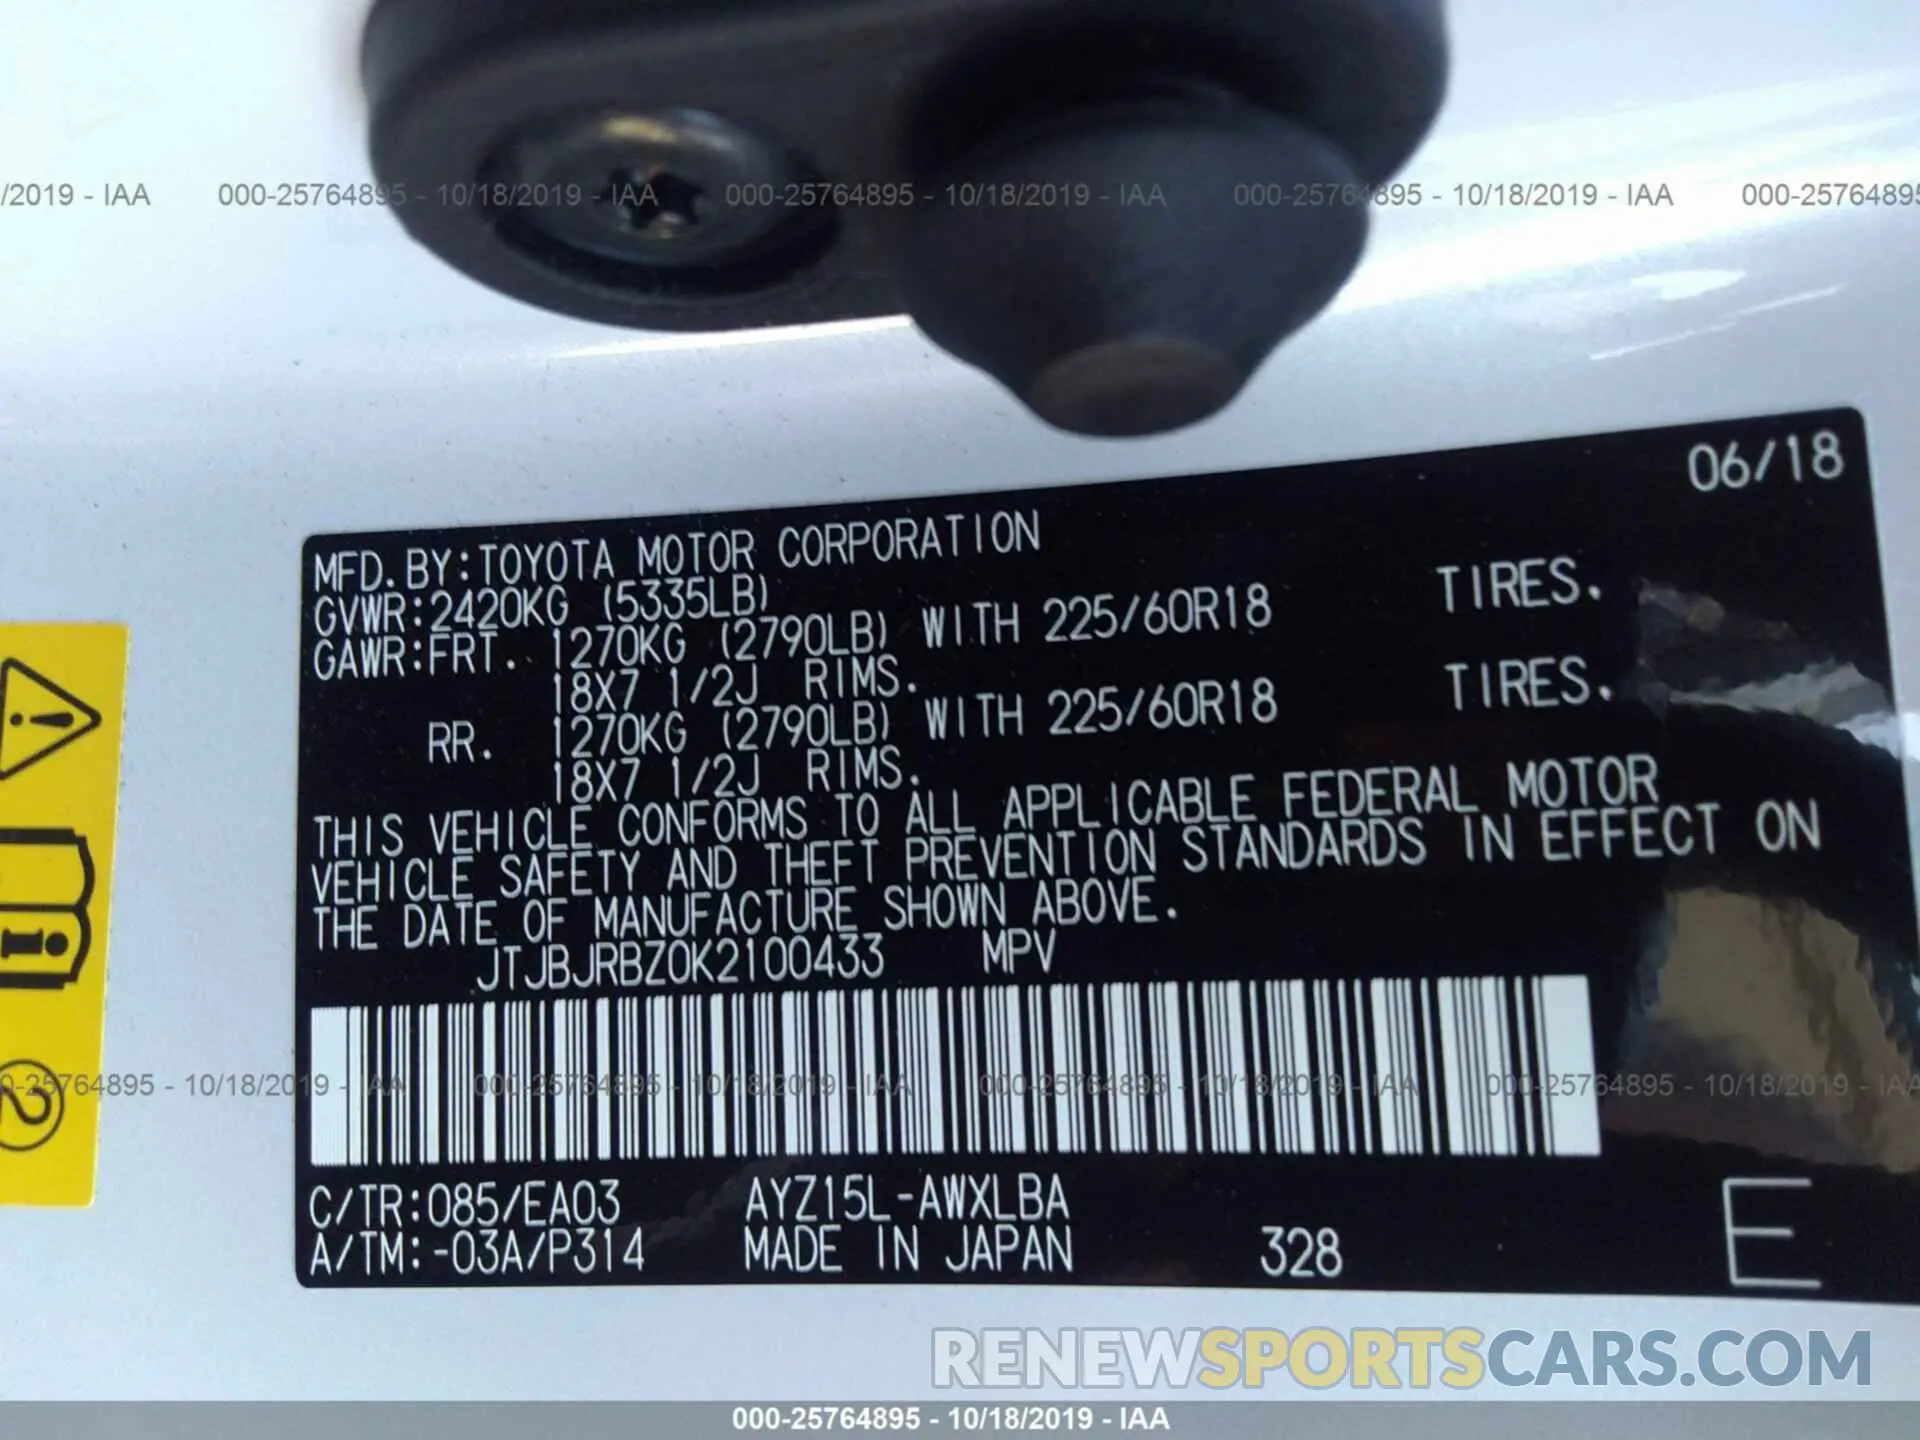 /2019 - IAA 000-25764895 - 10/18/2019 - IAA 000-25764895 - 10/18/2019 - IAA 000-25764895 - 10/18/2019 - IAA 000-25764895
06/18
MFD.BY:TOYOTA MOTOR CORPORATION
GVWR:2420KG (5335LB)
GAWR:FRT. 1270KG (2790LB) WITH 225/60R18 TIRES.
18X7 1/2J RIMS.
RR. 1270KG (2790LB) WITH 225/60R18 TIRES.
18X7 1/2J RIMS.
THIS VEHICLE CONFORMS TO ALL APPLICABLE FEDERAL MOTOR
VEHICLE SAFETY AND THEFT PREVENTION STANDARDS IN EFFECT ON
THE DATE OF MANUFACTURE SHOWN ABOVE.
JTJBJRBZ0K2100433 MPV
0-25764895 - 10/18/2019 - IAA 000-25764895 - 10/18/2019 - IAA 000-25764895 - 10/18/2019 - IAA 000-25764895 - 10/18/2019 - IAA
2
C/TR:085/EA03 AYZ15L-AWXLBA
A/TM:-03A/P314 MADE IN JAPAN 328 E
RENEWSPORTSCARS.COM
000-25764895 - 10/18/2019 - IAA